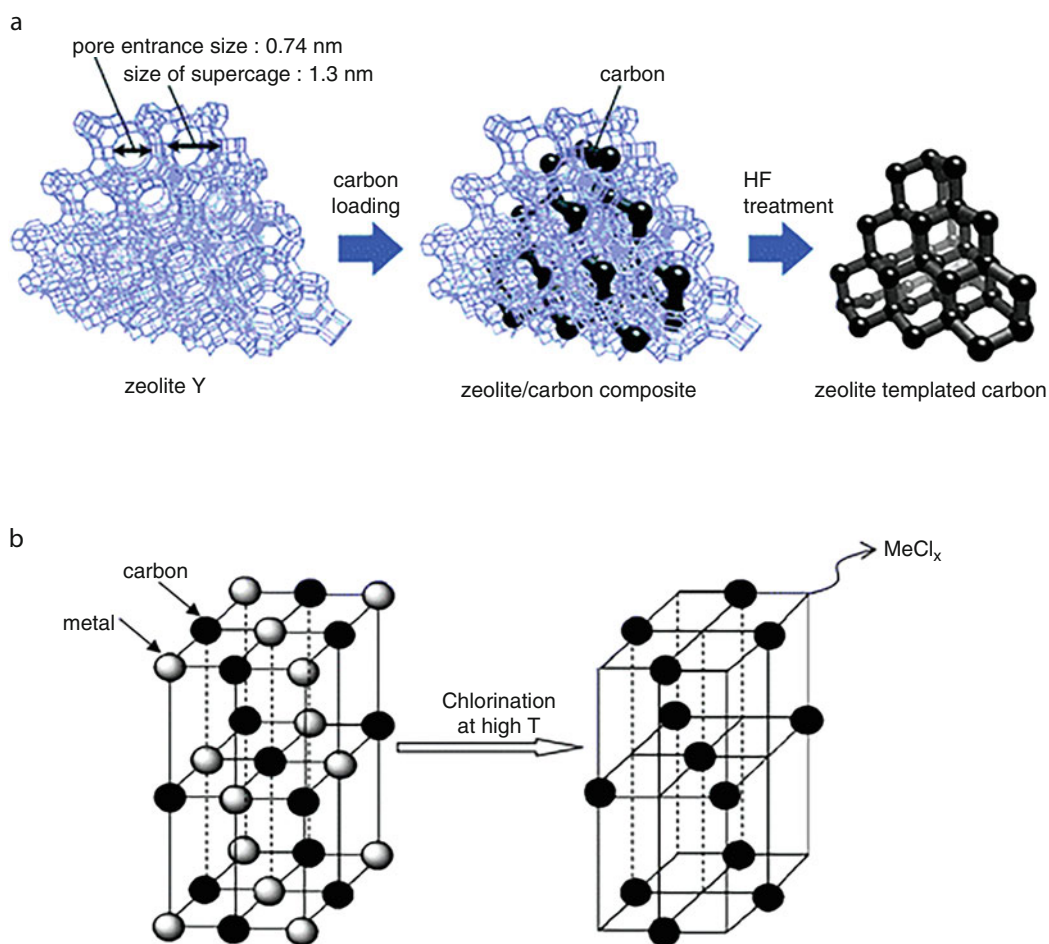 a
pore entrance size : 0.74 nm
size of supercage : 1.3 nm
carbon
carbon
loading
HF
treatment
zeolite Y
zeolite/carbon composite
zeolite templated carbon
b
MeClₓ
carbon
metal
Chlorination
at high T